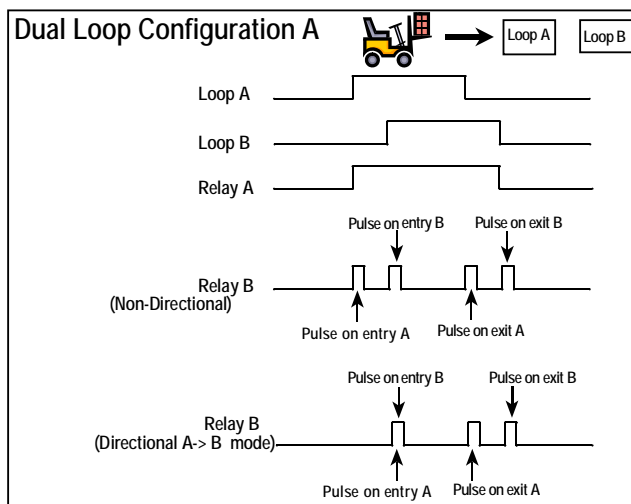 Dual Loop Configuration A
Loop A
Loop B
Loop A
Loop B
Relay A
Pulse on entry B
Pulse on exit B
Relay B
(Non-Directional)
Pulse on entry A
Pulse on exit A
Pulse on entry B
Pulse on exit B
Relay B
(Directional A-> B mode)
Pulse on entry A
Pulse on exit A